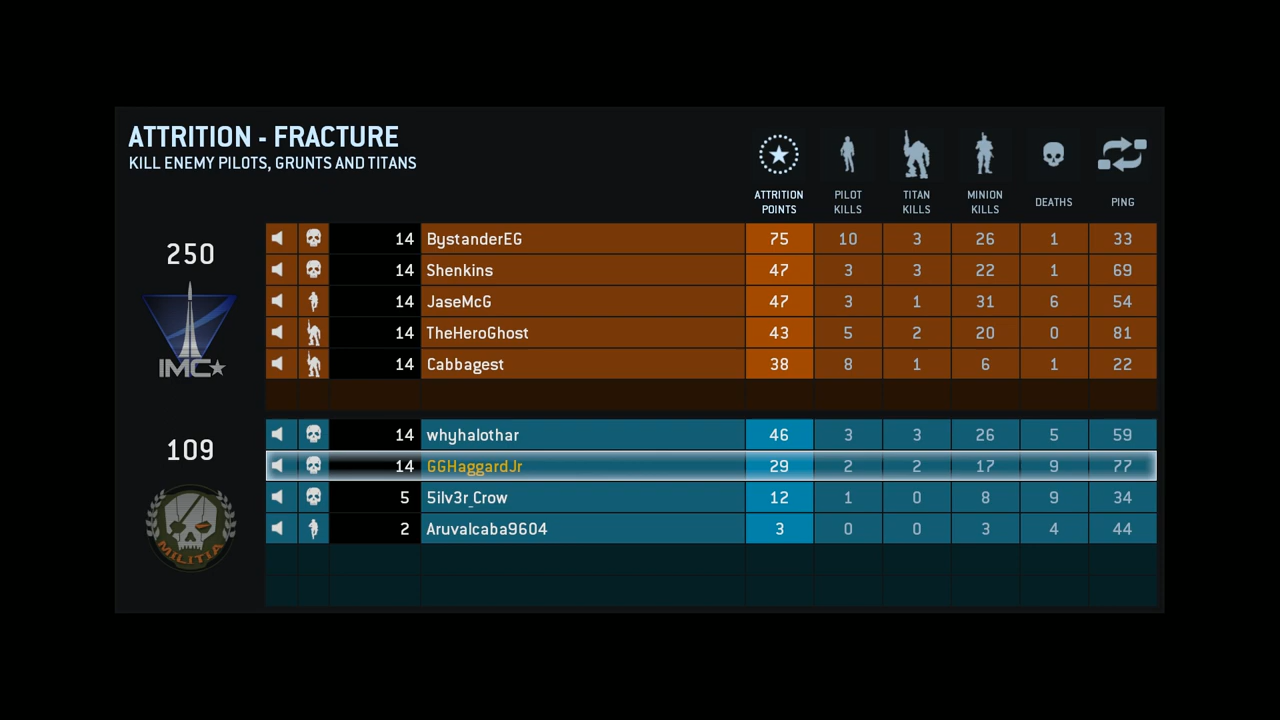 ATTRITION - FRACTURE
KILL ENEMY PILOTS, GRUNTS AND TITANS
ATTRITION POINTS
PILOT KILLS
TITAN KILLS
MINION KILLS
DEATHS
PING
250
IMC
14 BystanderEG 75 10 3 26 1 33
14 Shenkins 47 3 3 22 1 69
14 JaseMcG 47 3 1 31 6 54
14 TheHeroGhost 43 5 2 20 0 81
14 Cabbagest 38 8 1 6 1 22
109
MILITIA
14 whyhalothar 46 3 3 26 5 59
14 GGHaggardJr 29 2 2 17 9 77
5 5ilv3r_Crow 12 1 0 8 9 34
2 Aruvalcaba9604 3 0 0 3 4 44